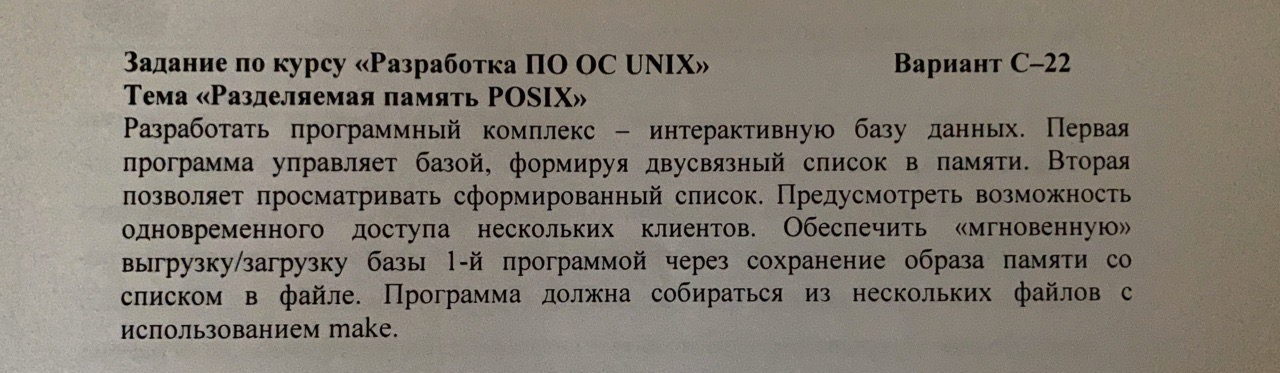 Задание по курсу «Разработка ПО ОС UNIX» Вариант С–22
Тема «Разделяемая память POSIX»
Разработать программный комплекс – интерактивную базу данных. Первая
программа управляет базой, формируя двусвязный список в памяти. Вторая
позволяет просматривать сформированный список. Предусмотреть возможность
одновременного доступа нескольких клиентов. Обеспечить «мгновенную»
выгрузку/загрузку базы 1-й программой через сохранение образа памяти со
списком в файле. Программа должна собираться из нескольких файлов с
использованием make.